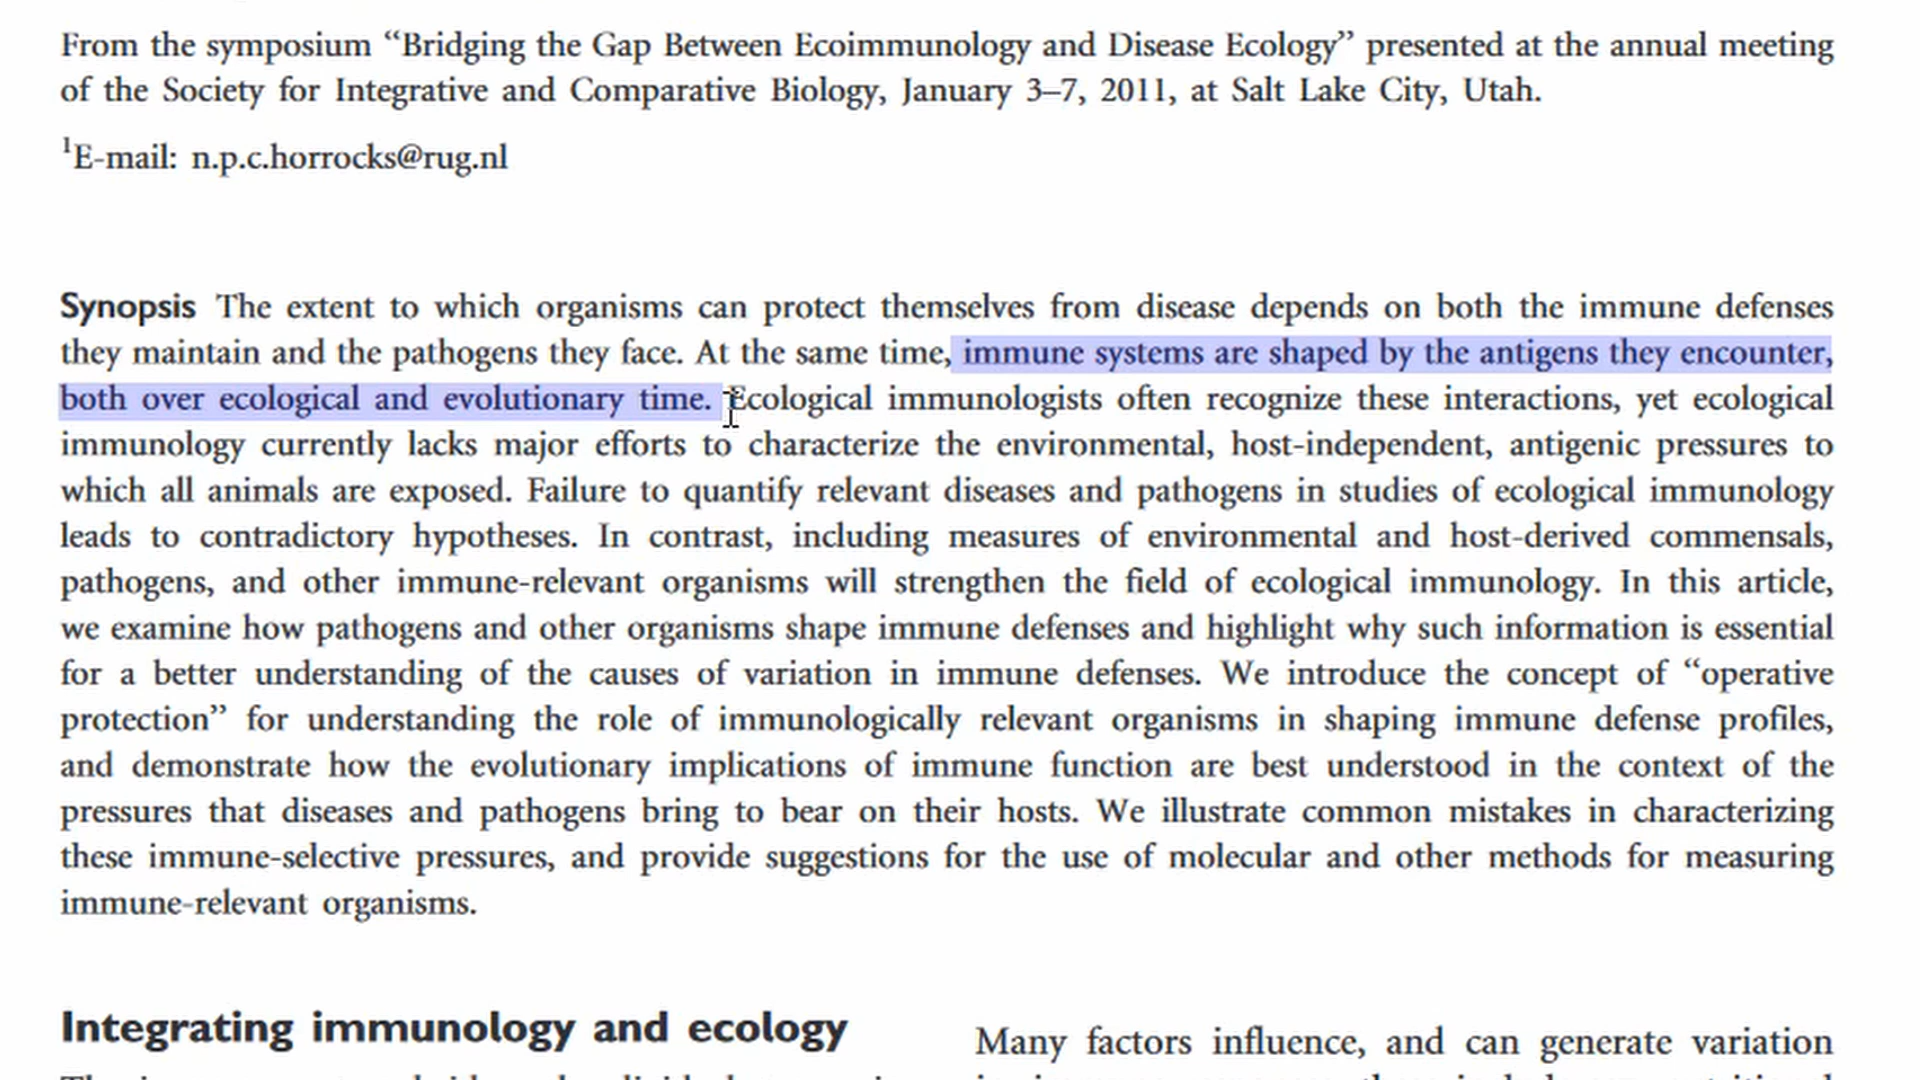 From the symposium “Bridging the Gap Between Ecoimmunology and Disease Ecology” presented at the annual meeting
of the Society for Integrative and Comparative Biology, January 3–7, 2011, at Salt Lake City, Utah.
1E-mail: n.p.c.horrocks@rug.nl
Synopsis The extent to which organisms can protect themselves from disease depends on both the immune defenses
they maintain and the pathogens they face. At the same time, immune systems are shaped by the antigens they encounter,
both over ecological and evolutionary time. Ecological immunologists often recognize these interactions, yet ecological
immunology currently lacks major efforts to characterize the environmental, host-independent, antigenic pressures to
which all animals are exposed. Failure to quantify relevant diseases and pathogens in studies of ecological immunology
leads to contradictory hypotheses. In contrast, including measures of environmental and host-derived commensals,
pathogens, and other immune-relevant organisms will strengthen the field of ecological immunology. In this article,
we examine how pathogens and other organisms shape immune defenses and highlight why such information is essential
for a better understanding of the causes of variation in immune defenses. We introduce the concept of “operative
protection” for understanding the role of immunologically relevant organisms in shaping immune defense profiles,
and demonstrate how the evolutionary implications of immune function are best understood in the context of the
pressures that diseases and pathogens bring to bear on their hosts. We illustrate common mistakes in characterizing
these immune-selective pressures, and provide suggestions for the use of molecular and other methods for measuring
immune-relevant organisms.
Integrating immunology and ecology
Many factors influence, and can generate variation